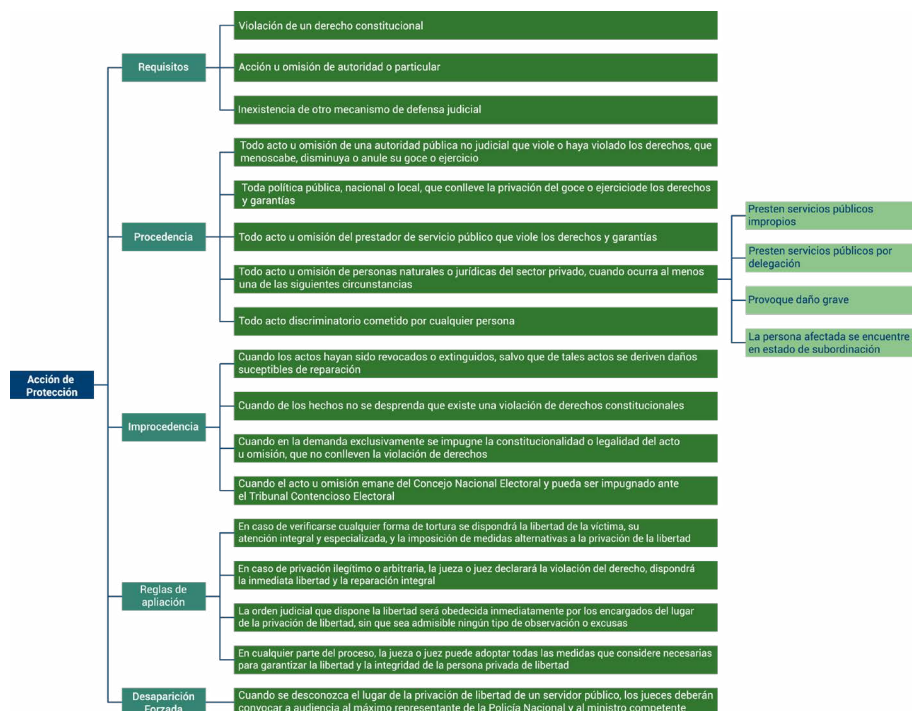 Acción de
Protección
Requisitos
Violación de un derecho constitucional
Acción u omisión de autoridad o particular
Inexistencia de otro mecanismo de defensa judicial
Procedencia
Todo acto u omisión de una autoridad pública no judicial que viole o haya violado los derechos, que
menoscabe, disminuya o anule su goce o ejercicio
Toda política pública, nacional o local, que conlleve la privación del goce o ejerciciode los derechos
y garantías
Todo acto u omisión del prestador de servicio público que viole los derechos y garantías
Todo acto u omisión de personas naturales o jurídicas del sector privado, cuando ocurra al menos
una de las siguientes circunstancias
Presten servicios públicos
impropios
Presten servicios públicos por
delegación
Provoque daño grave
La persona afectada se encuentre
en estado de subordinación
Todo acto discriminatorio cometido por cualquier persona
Improcedencia
Cuando los actos hayan sido revocados o extinguidos, salvo que de tales actos se deriven daños
suceptibles de reparación
Cuando de los hechos no se desprenda que existe una violación de derechos constitucionales
Cuando en la demanda exclusivamente se impugne la constitucionalidad o legalidad del acto
u omisión, que no conlleven la violación de derechos
Cuando el acto u omisión emane del Concejo Nacional Electoral y pueda ser impugnado ante
el Tribunal Contencioso Electoral
Reglas de
apliación
En caso de verificarse cualquier forma de tortura se dispondrá la libertad de la víctima, su
atención integral y especializada, y la imposición de medidas alternativas a la privación de la libertad
En caso de privación ilegítimo o arbitraria, la jueza o juez declarará la violación del derecho, dispondrá
la inmediata libertad y la reparación integral
La orden judicial que dispone la libertad será obedecida inmediatamente por los encargados del lugar
de la privación de libertad, sin que sea admisible ningún tipo de observación o excusas
En cualquier parte del proceso, la jueza o juez puede adoptar todas las medidas que considere necesarias
para garantizar la libertad y la integridad de la persona privada de libertad
Desaparición
Forzada
Cuando se desconozca el lugar de la privación de libertad de un servidor público, los jueces deberán
convocar a audiencia al máximo representante de la Policía Nacional y al ministro competente